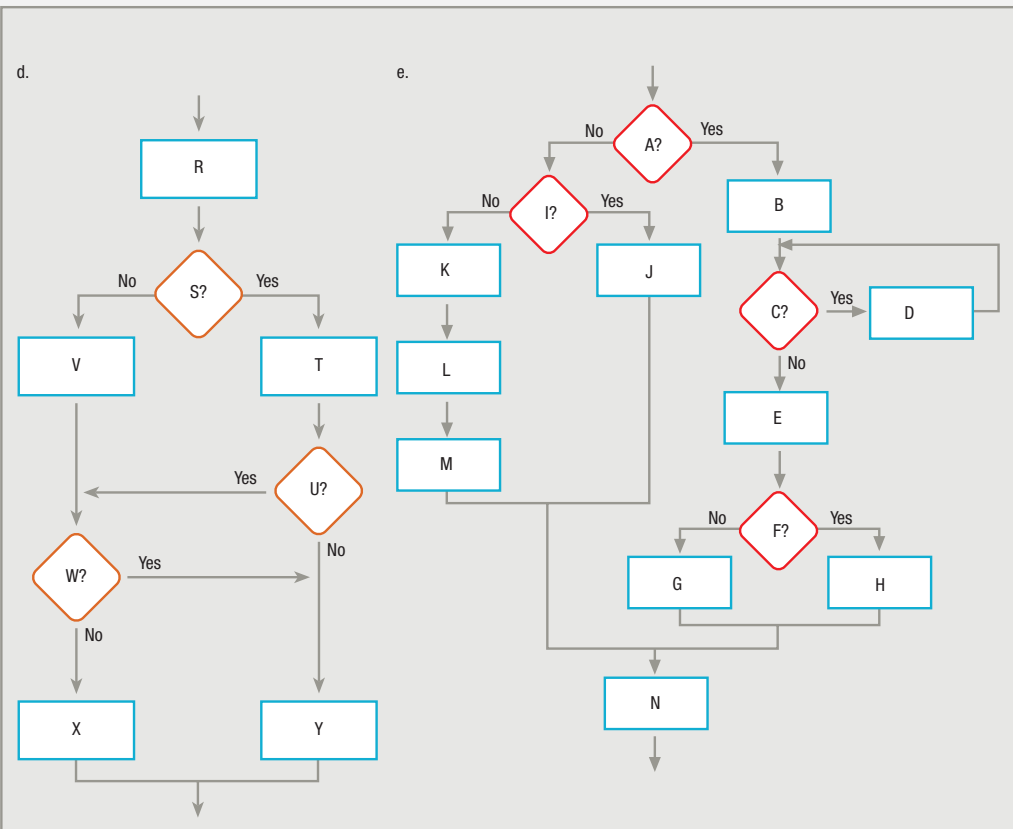 d.
R
S?
No
Yes
V
T
U?
Yes
No
W?
Yes
No
X
Y
e.
A?
No
Yes
I?
No
Yes
B
K
J
C?
Yes
D
No
L
E
M
F?
No
Yes
G
H
N